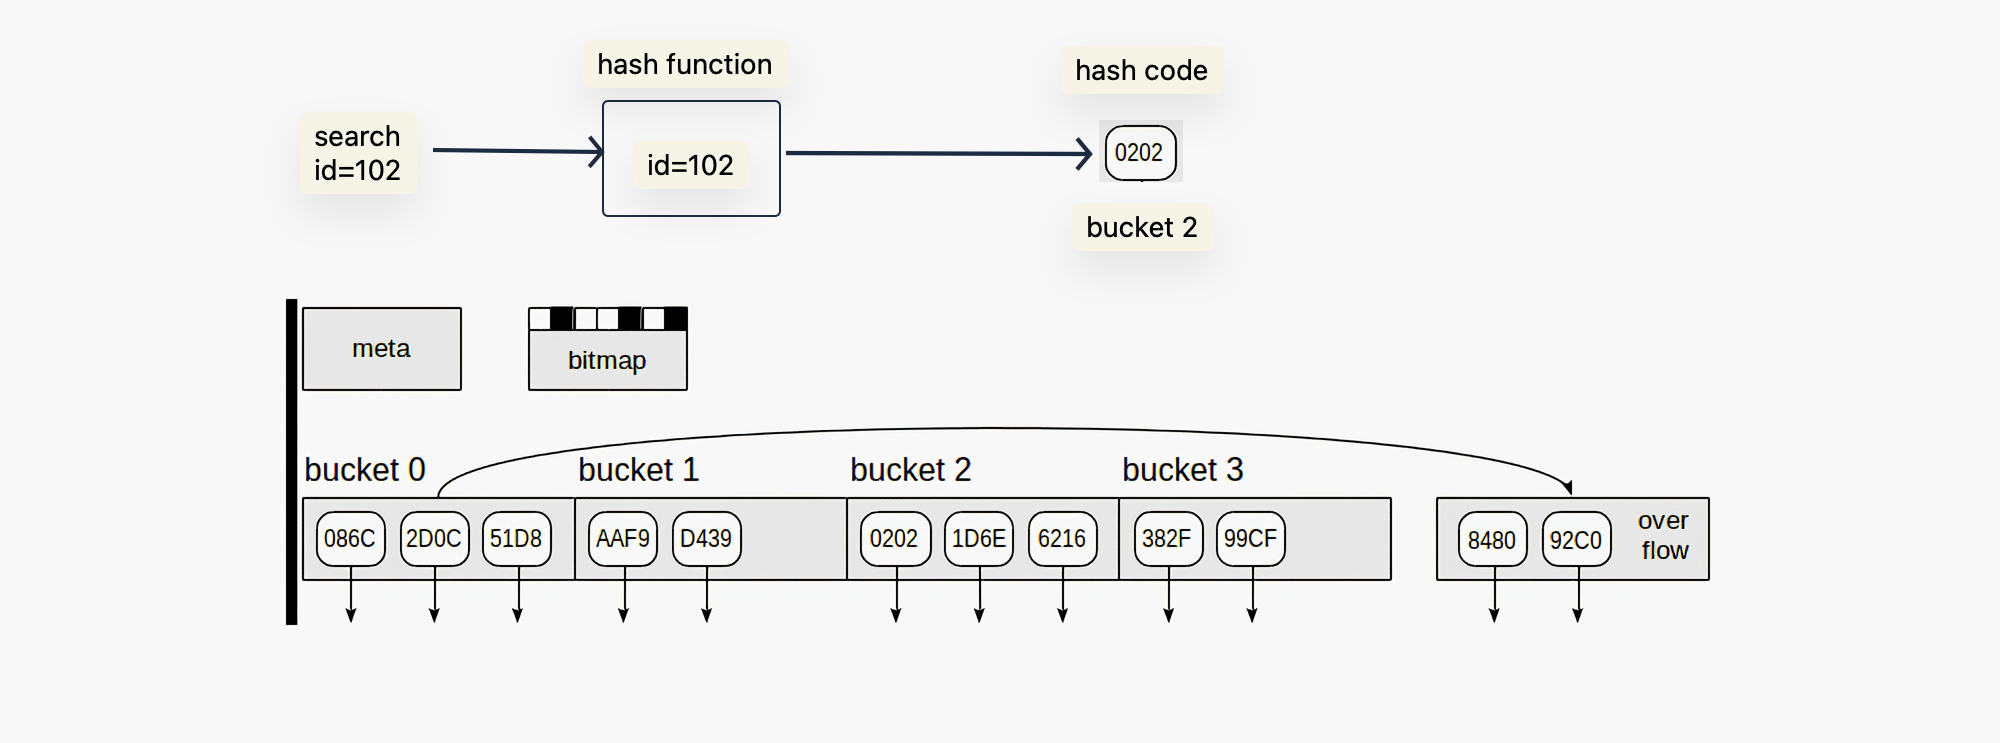 hash function
hash code
search
id=102
id=102
0202
bucket 2
meta
bitmap
bucket 0
bucket 1
bucket 2
bucket 3
086C
2D0C
51D8
AAF9
D439
0202
1D6E
6216
382F
99CF
8480
92C0
over
flow